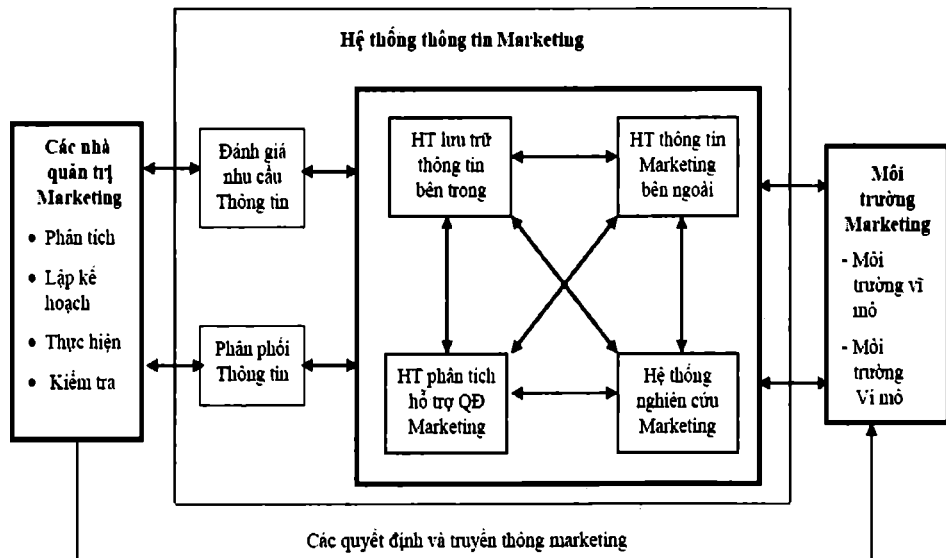 Hệ thống thông tin Marketing
Các nhà
quản trị
Marketing
• Phân tích
• Lập kế
hoạch
• Thực hiện
• Kiểm tra
Đánh giá
nhu cầu
Thông tin
Phân phối
Thông tin
HT lưu trữ
thông tin
bên trong
HT thông tin
Marketing
bên ngoài
HT phân tích
hỗ trợ QĐ
Marketing
Hệ thống
nghiên cứu
Marketing
Môi
trường
Marketing
- Môi
trường vĩ
mô
- Môi
trường
Vi mô
Các quyết định và truyền thông marketing